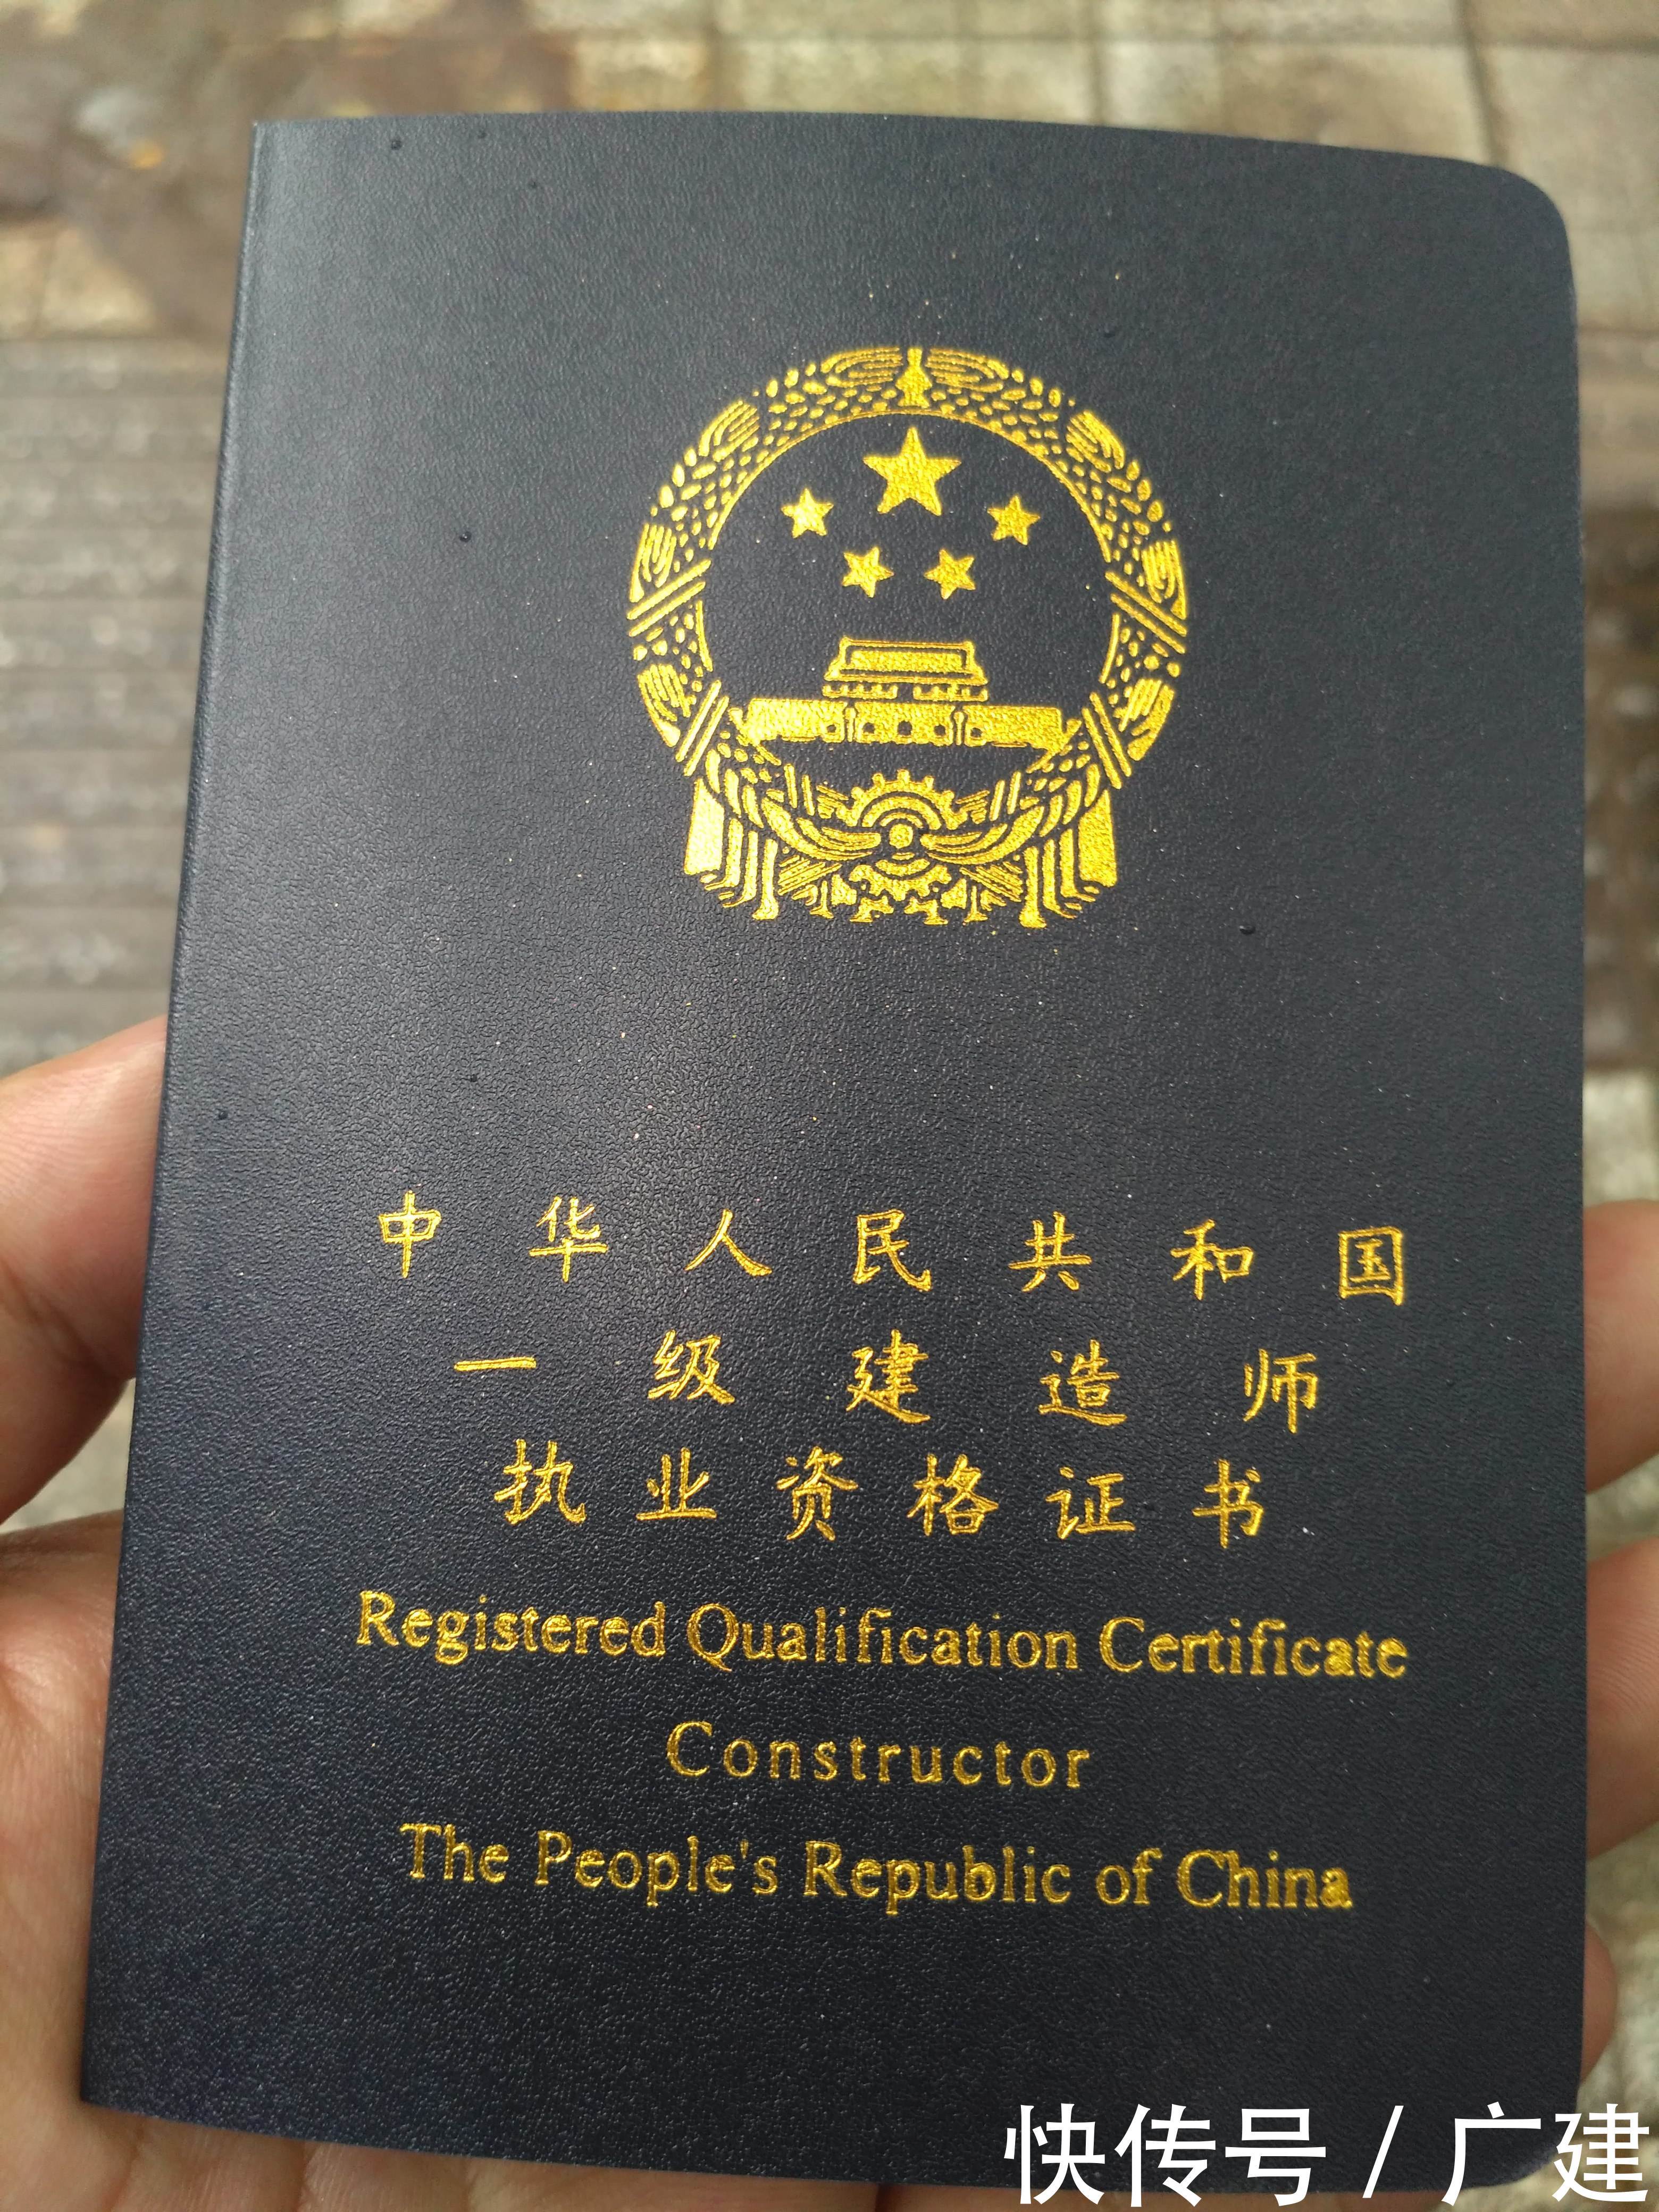 中华人民共和国
一级建造师
执业资格证书
Registered Qualification Certificate
Constructor
The People's Republic of China
快传号 / 广建